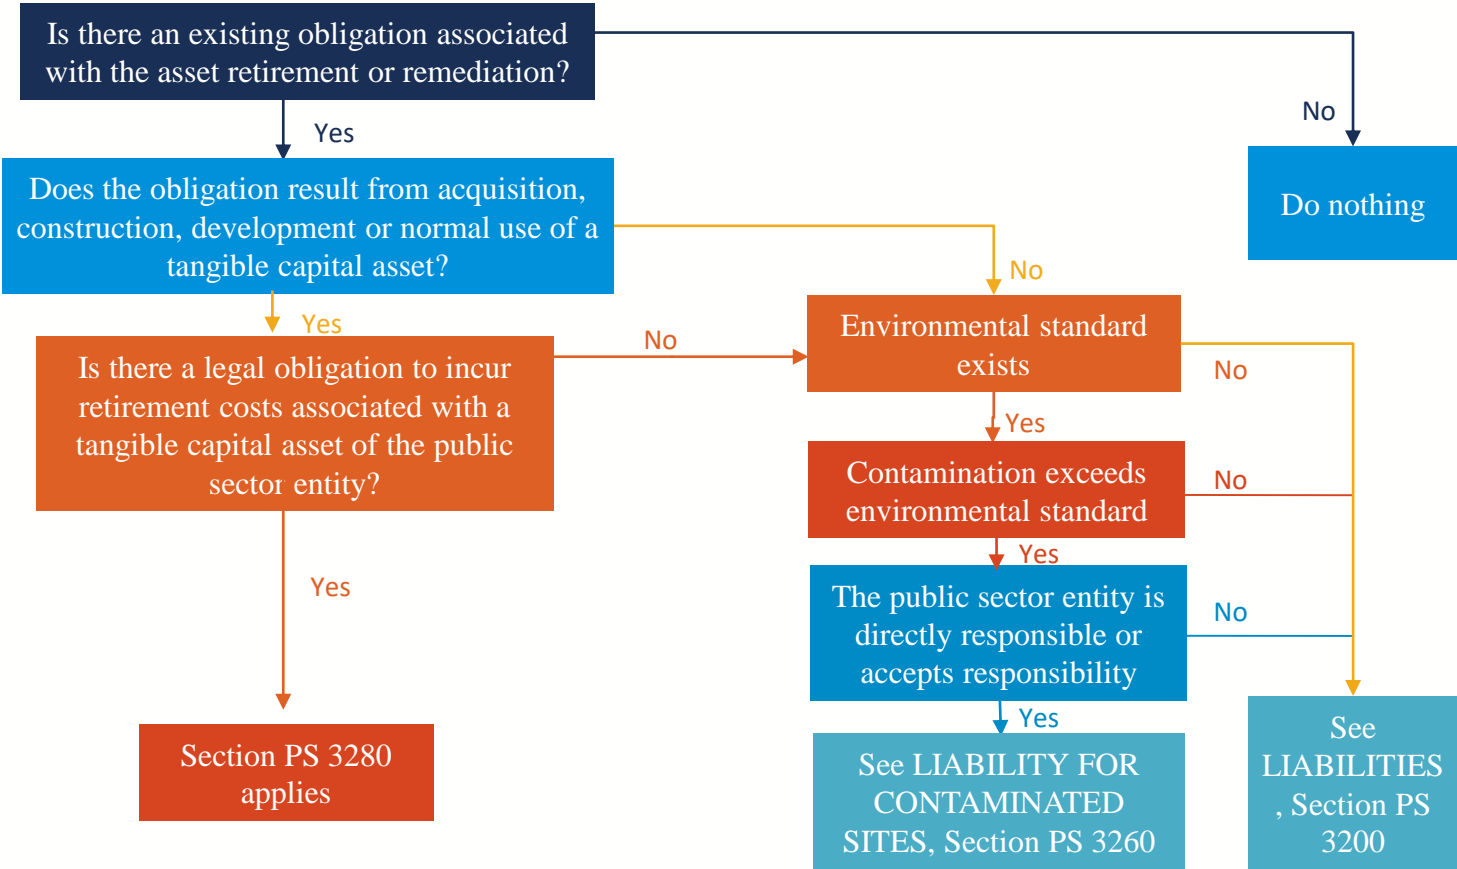 Is there an existing obligation associated
with the asset retirement or remediation?
No
Yes
Does the obligation result from acquisition,
construction, development or normal use of a
tangible capital asset?
Do nothing
No
Yes
Is there a legal obligation to incur
retirement costs associated with a
tangible capital asset of the public
sector entity?
No
Environmental standard
exists
No
Yes
Contamination exceeds
environmental standard
No
Yes
Yes
The public sector entity is
directly responsible or
accepts responsibility
No
Yes
Section PS 3280
applies
See LIABILITY FOR
CONTAMINATED
SITES, Section PS 3260
See
LIABILITIES
, Section PS
3200